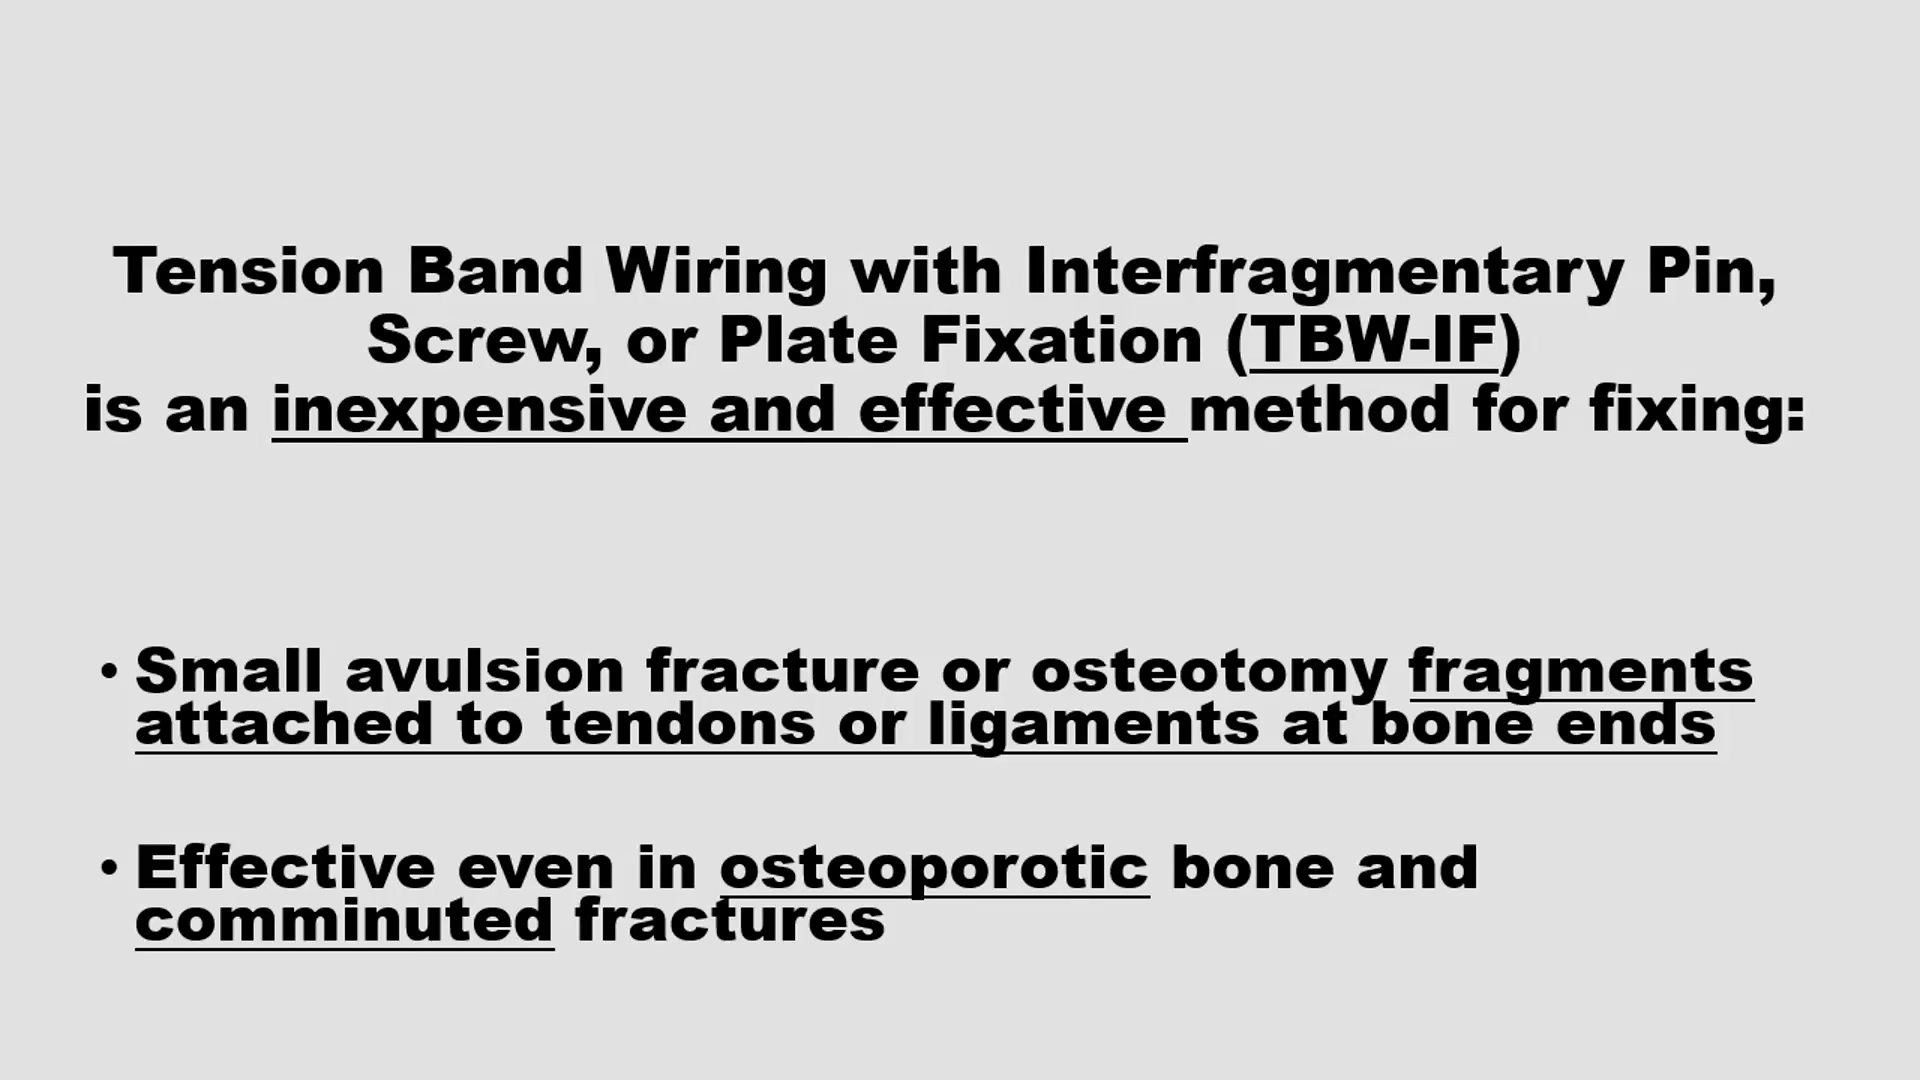 Tension Band Wiring with Interfragmentary Pin,
Screw, or Plate Fixation (TBW-IF)
is an inexpensive and effective method for fixing:
• Small avulsion fracture or osteotomy fragments
attached to tendons or ligaments at bone ends
• Effective even in osteoporotic bone and
comminuted fractures